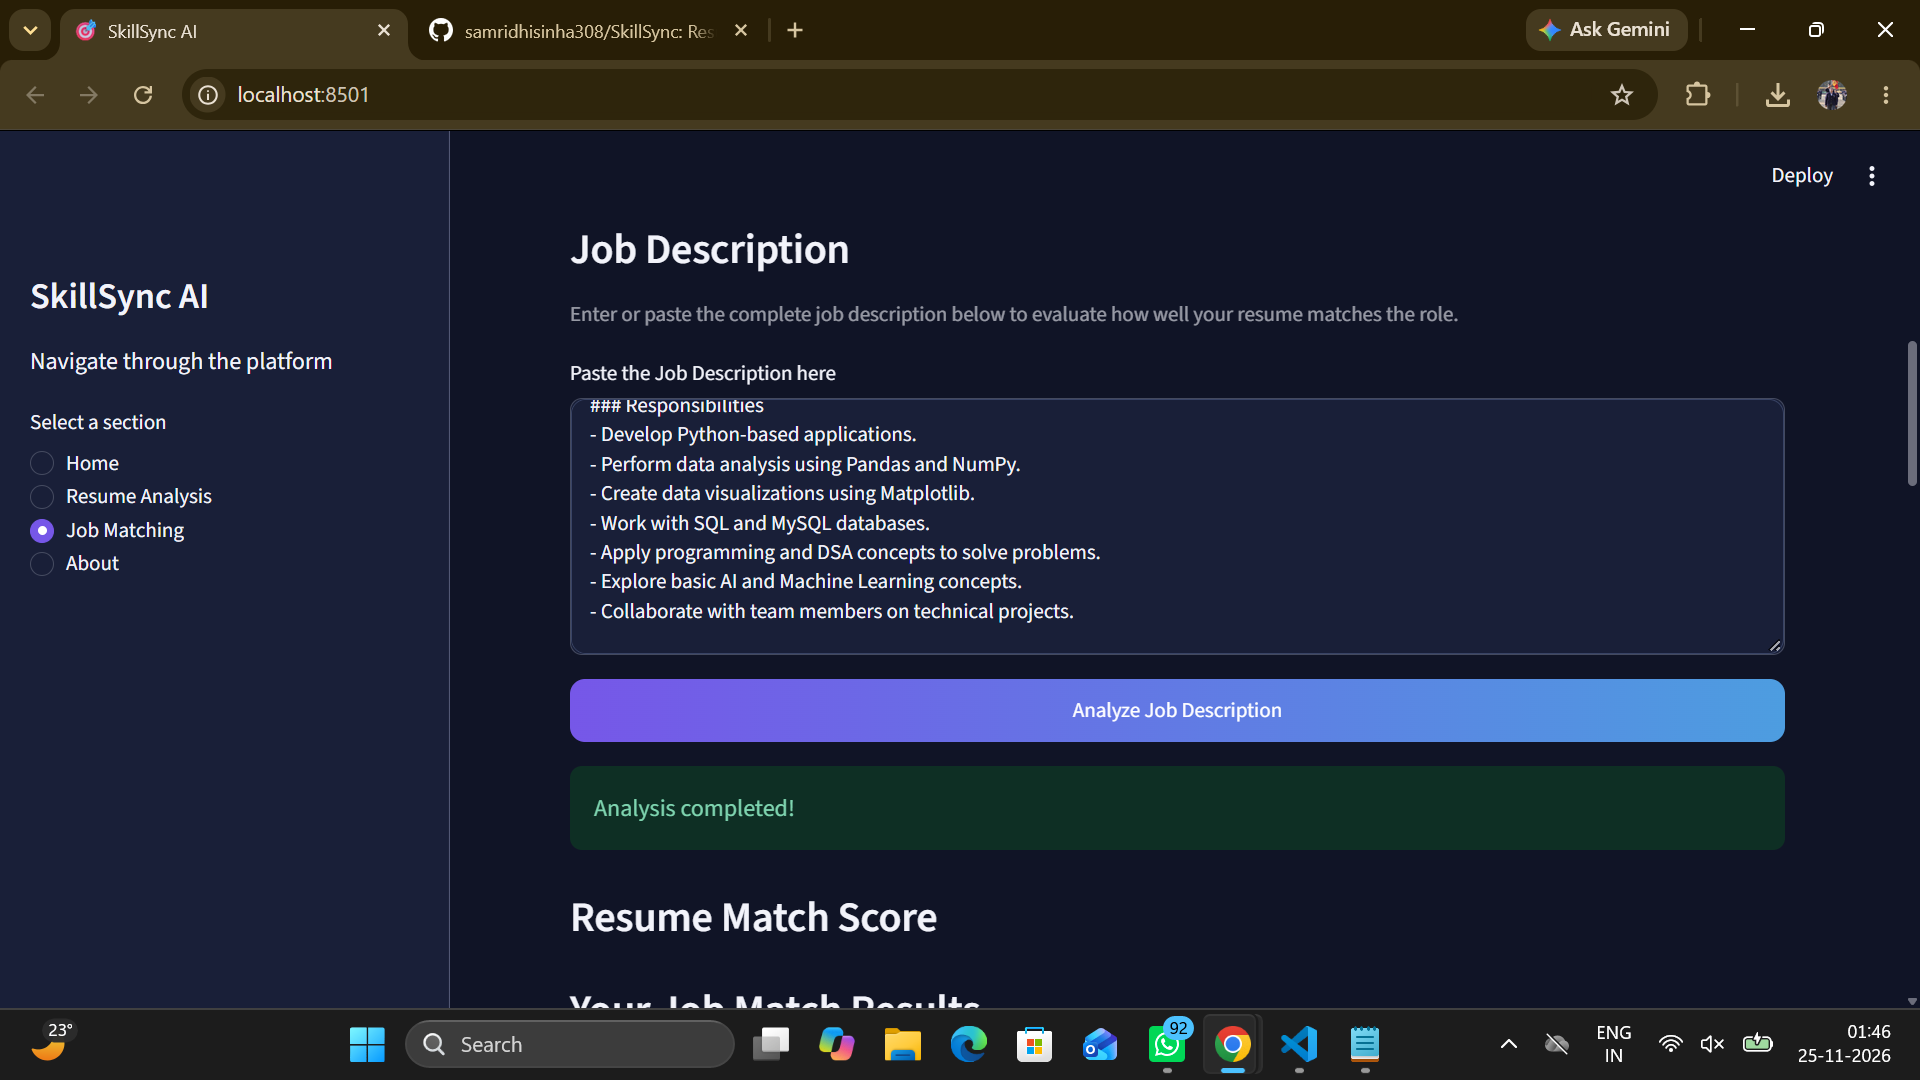 SkillSync AI
samridhisinha308/SkillSync: Res
Ask Gemini
localhost:8501
Deploy
SkillSync AI
Navigate through the platform
Select a section
Home
Resume Analysis
Job Matching
About
Job Description
Enter or paste the complete job description below to evaluate how well your resume matches the role.
Paste the Job Description here
### Responsibilities
- Develop Python-based applications.
- Perform data analysis using Pandas and NumPy.
- Create data visualizations using Matplotlib.
- Work with SQL and MySQL databases.
- Apply programming and DSA concepts to solve problems.
- Explore basic AI and Machine Learning concepts.
- Collaborate with team members on technical projects.
Analyze Job Description
Analysis completed!
Resume Match Score
Your Job Match Results
23°
Search
92
ENG
IN
01:46
25-11-2026